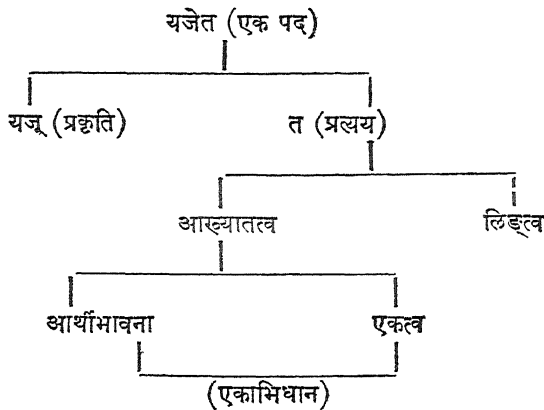 यजेत (एक पद)
यजू (प्रकृति) त (प्रत्यय)
आख्यातत्व लिङ्त्व
आर्थीभावना एकत्व
(एकाभिधान)